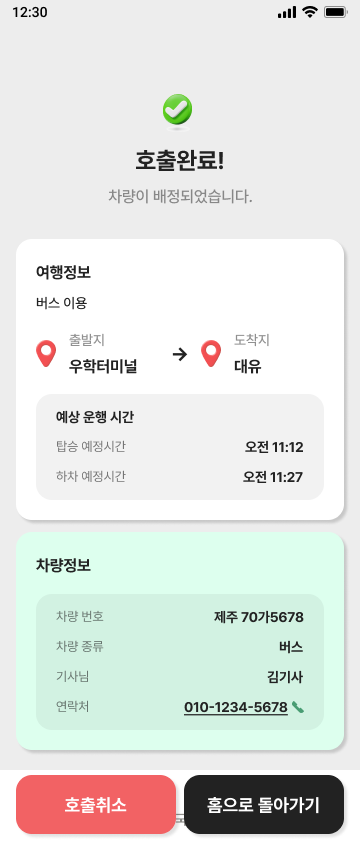 12:30
호출완료!
차량이 배정되었습니다.
여행정보
버스 이용
출발지 도착지
우학터미널 → 대유
예상 운행 시간
탑승 예정시간 오전 11:12
하차 예정시간 오전 11:27
차량정보
차량 번호 제주 70가5678
차량 종류 버스
기사님 김기사
연락처 010-1234-5678
호출취소 홈으로 돌아가기